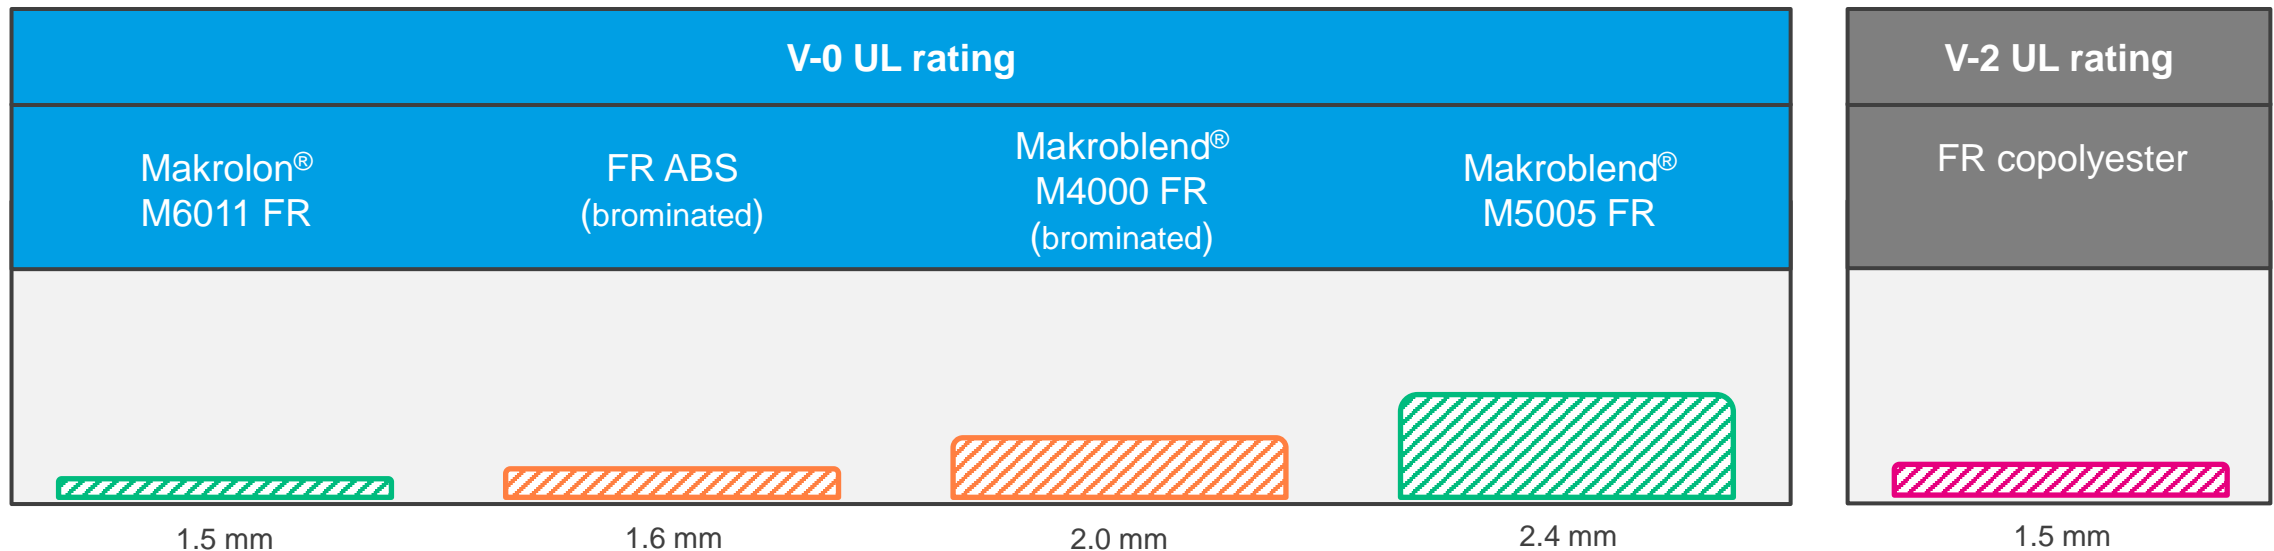 V-0 UL rating
V-2 UL rating
Makrolon®
M6011 FR
FR ABS
(brominated)
Makroblend®
M4000 FR
(brominated)
Makroblend®
M5005 FR
FR copolyester
1.5 mm
1.6 mm
2.0 mm
2.4 mm
1.5 mm